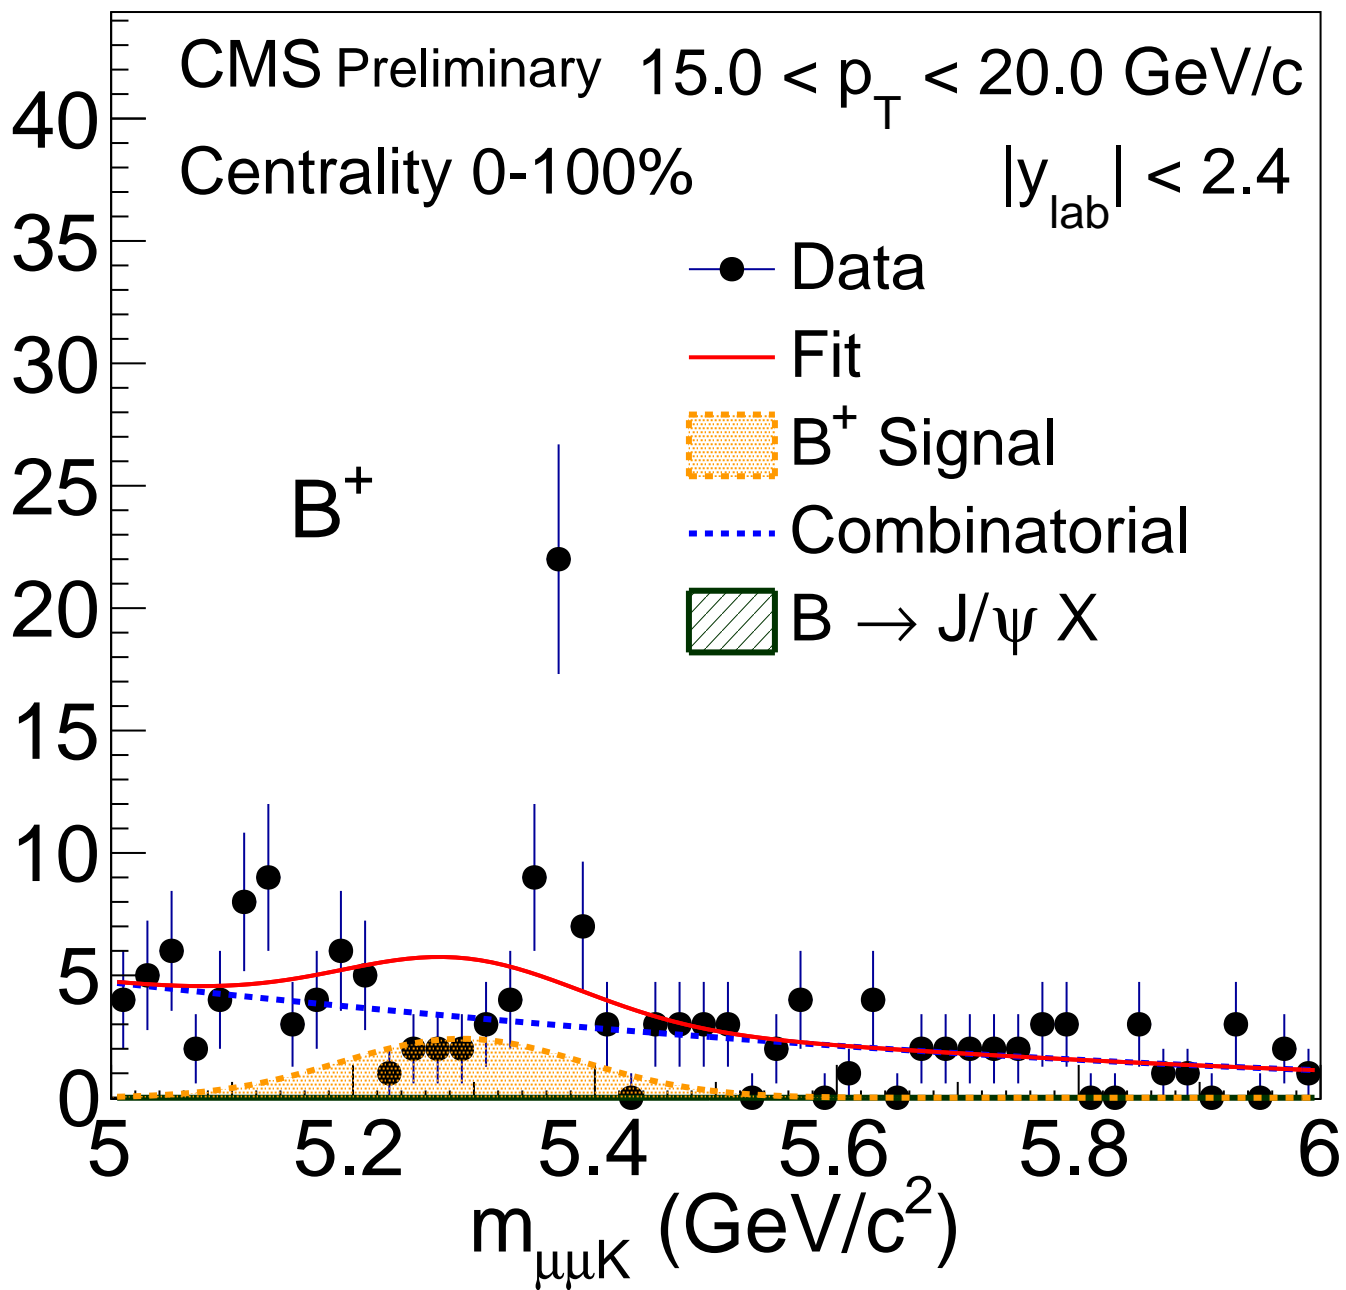 CMS Preliminary 15.0 < p_T < 20.0 GeV/c
Centrality 0-100% |y_lab| < 2.4
Data
Fit
B⁺ Signal
Combinatorial
B → J/ψ X
B⁺
40
35
30
25
20
15
10
5
0
5 5.2 5.4 5.6 5.8 6
m_μμK (GeV/c²)